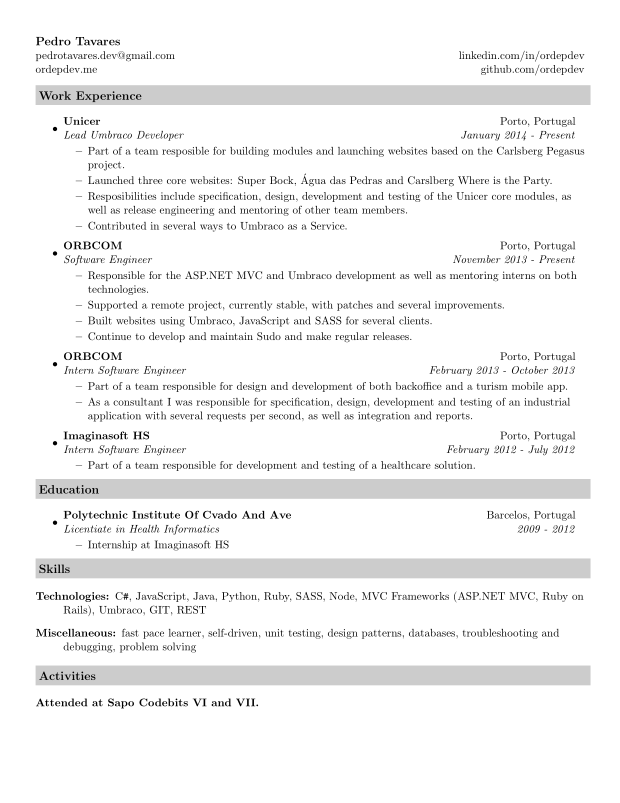 Pedro Tavares
pedrotavares.dev@gmail.com linkedin.com/in/ordepdev
ordepdev.me github.com/ordepdev
Work Experience
• Unicer Porto, Portugal
Lead Umbraco Developer January 2014 - Present
– Part of a team resposible for building modules and launching websites based on the Carlsberg Pegasus
project.
– Launched three core websites: Super Bock, Água das Pedras and Carslberg Where is the Party.
– Resposibilities include specification, design, development and testing of the Unicer core modules, as
well as release engineering and mentoring of other team members.
– Contributed in several ways to Umbraco as a Service.
• ORBCOM Porto, Portugal
Software Engineer November 2013 - Present
– Responsible for the ASP.NET MVC and Umbraco development as well as mentoring interns on both
technologies.
– Supported a remote project, currently stable, with patches and several improvements.
– Built websites using Umbraco, JavaScript and SASS for several clients.
– Continue to develop and maintain Sudo and make regular releases.
• ORBCOM Porto, Portugal
Intern Software Engineer February 2013 - October 2013
– Part of a team responsible for design and development of both backoffice and a turism mobile app.
– As a consultant I was responsible for specification, design, development and testing of an industrial
application with several requests per second, as well as integration and reports.
• Imaginasoft HS Porto, Portugal
Intern Software Engineer February 2012 - July 2012
– Part of a team responsible for development and testing of a healthcare solution.
Education
• Polytechnic Institute Of Cvado And Ave Barcelos, Portugal
Licentiate in Health Informatics 2009 - 2012
– Internship at Imaginasoft HS
Skills
Technologies: C#, JavaScript, Java, Python, Ruby, SASS, Node, MVC Frameworks (ASP.NET MVC, Ruby on
Rails), Umbraco, GIT, REST
Miscellaneous: fast pace learner, self-driven, unit testing, design patterns, databases, troubleshooting and
debugging, problem solving
Activities
Attended at Sapo Codebits VI and VII.